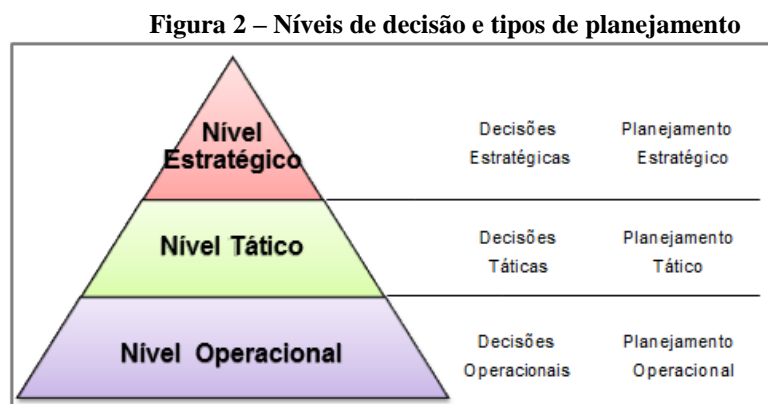 Figura 2 – Níveis de decisão e tipos de planejamento
Nível
Estratégico
Decisões
Estratégicas
Planejamento
Estratégico
Nível Tático
Decisões
Táticas
Planejamento
Tático
Nível Operacional
Decisões
Operacionais
Planejamento
Operacional